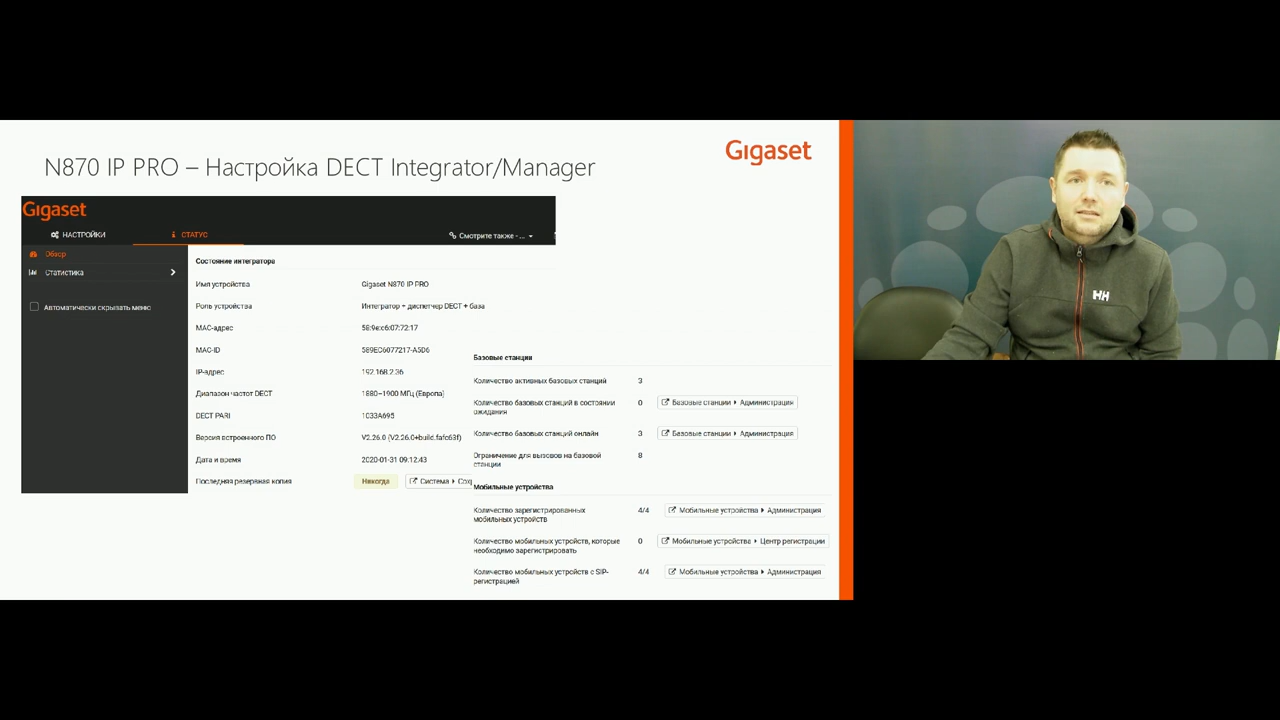 Gigaset
N870 IP PRO – Настройка DECT Integrator/Manager
Gigaset
НАСТРОЙКИ
СТАТУС
Смотрите также - ...
Обзор
Статистика
Автоматически скрывать меню
Состояние интегратора
Имя устройства Gigaset N870 IP PRO
Роль устройства Интегратор + диспетчер DECT + база
MAC-адрес 58:9e:c6:07:72:17
MAC-ID 589EC6077217-A5D6
IP-адрес 192.168.2.36
Диапазон частот DECT 1880–1900 МГц (Европа)
DECT PARI 1033A695
Версия встроенного ПО V2.26.0 (V2.26.0+build.fafc63f)
Дата и время 2020-01-31 09:12:43
Последняя резервная копия Никогда Система Сох
Базовые станции
Количество активных базовых станций 3
Количество базовых станций в состоянии
ожидания 0 Базовые станции Администрация
Количество базовых станций онлайн 3 Базовые станции Администрация
Ограничение для вызовов на базовой
станции 8
Мобильные устройства
Количество зарегистрированных
мобильных устройств 4/4 Мобильные устройства Администрация
Количество мобильных устройств, которые
необходимо зарегистрировать 0 Мобильные устройства Центр регистрации
Количество мобильных устройств с SIP-
регистрацией 4/4 Мобильные устройства Администрация
HH